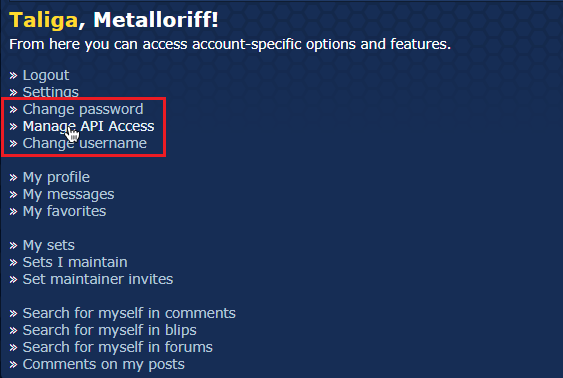 Taliga, Metalloriff!
From here you can access account-specific options and features.
» Logout
» Settings
» Change password
» Manage API Access
» Change username
» My profile
» My messages
» My favorites
» My sets
» Sets I maintain
» Set maintainer invites
» Search for myself in comments
» Search for myself in blips
» Search for myself in forums
» Comments on my posts